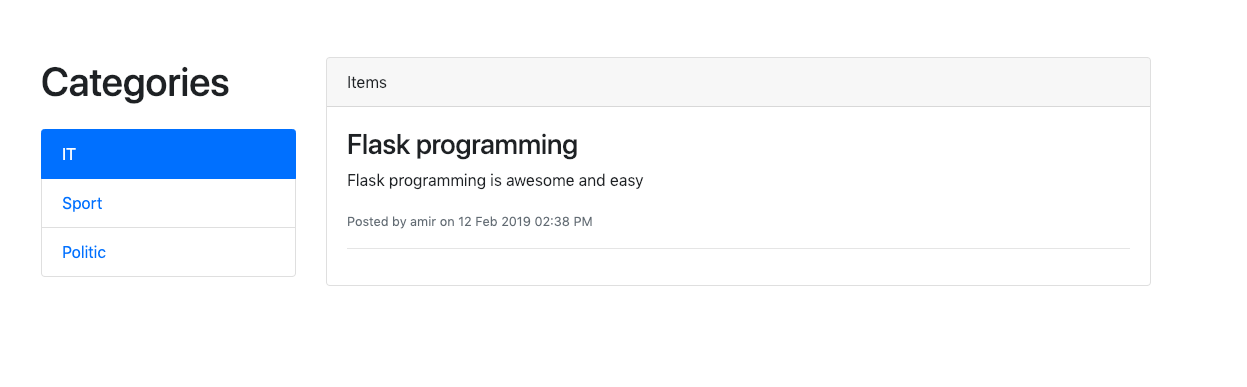 Categories
IT
Sport
Politic
Items
Flask programming
Flask programming is awesome and easy
Posted by amir on 12 Feb 2019 02:38 PM